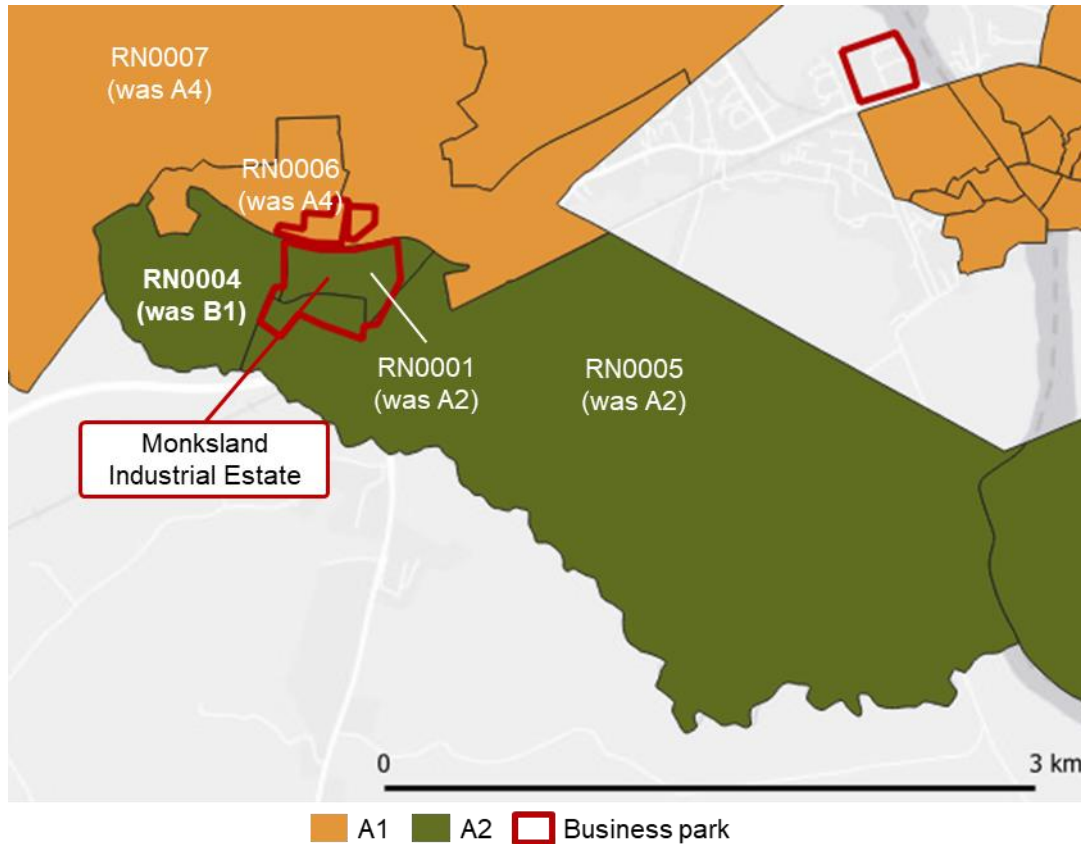 RN0007
(was A4)
RN0006
(was A4)
RN0004
(was B1)
RN0001
(was A2)
RN0005
(was A2)
Monksland
Industrial Estate
0
3 km
A1
A2
Business park